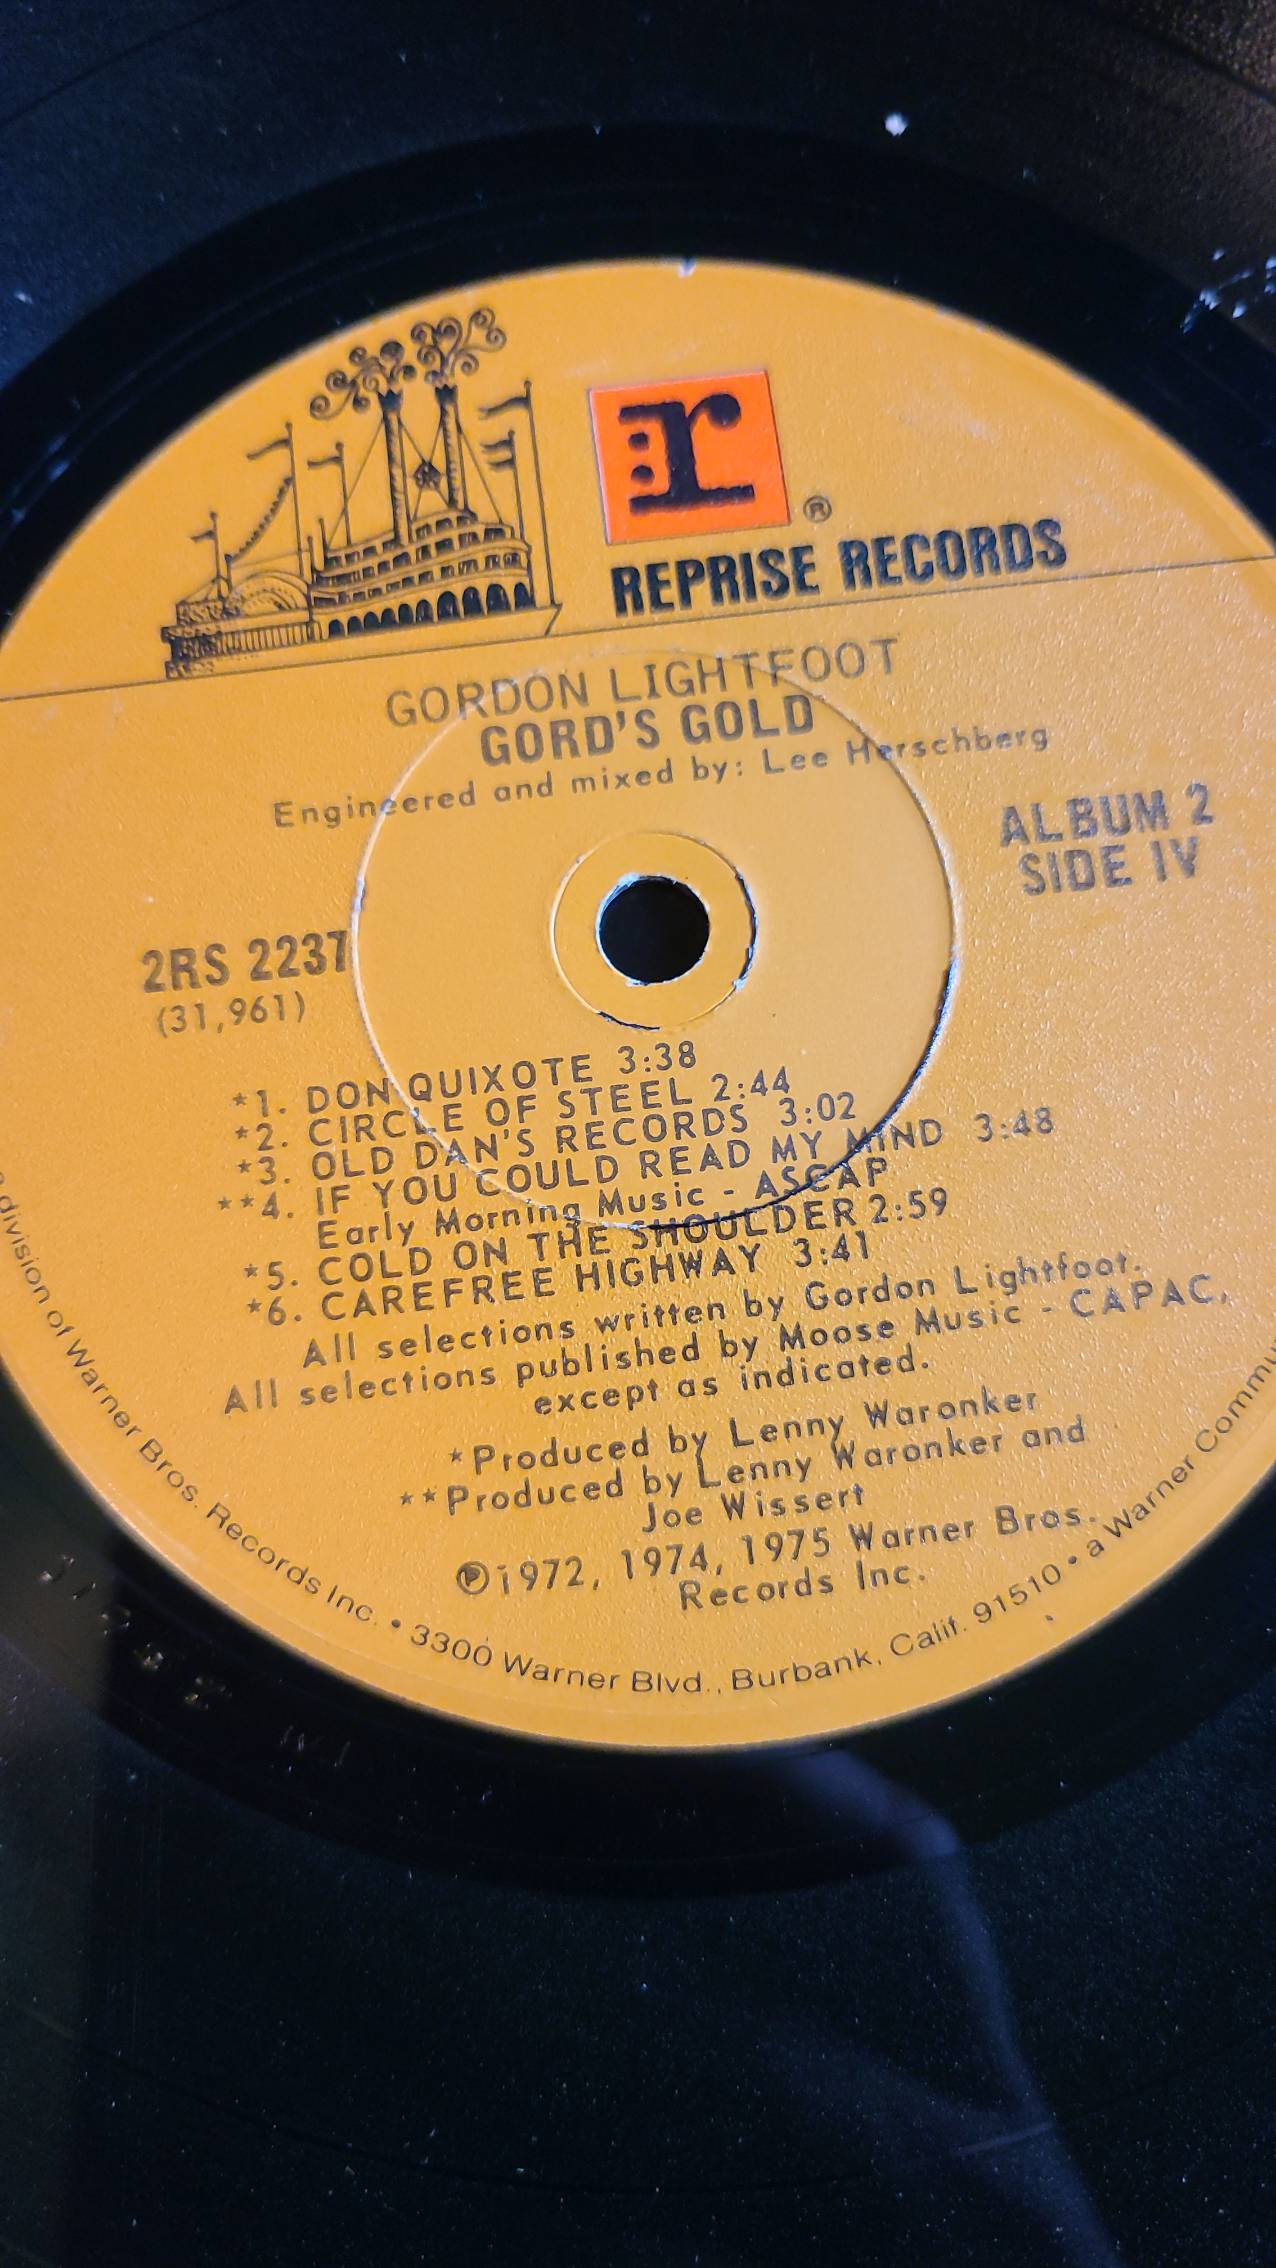 r
®
REPRISE RECORDS
GORDON LIGHTFOOT
GORD'S GOLD
Engineered and mixed by: Lee Herschberg
ALBUM 2
SIDE IV
2RS 2237
(31,961)
*1. DON QUIXOTE 3:38
*2. CIRCLE OF STEEL 2:44
*3. OLD DAN'S RECORDS 3:02
**4. IF YOU COULD READ MY MIND 3:48
Early Morning Music - ASCAP
*5. COLD ON THE SHOULDER 2:59
*6. CAREFREE HIGHWAY 3:41
All selections written by Gordon Lightfoot.
All selections published by Moose Music - CAPAC,
except as indicated.
*Produced by Lenny Waronker
**Produced by Lenny Waronker and
Joe Wissert
℗1972, 1974, 1975 Warner Bros.
Records Inc.
division of Warner Bros. Records Inc. • 3300 Warner Blvd., Burbank, Calif. 91510 • a Warner Commu